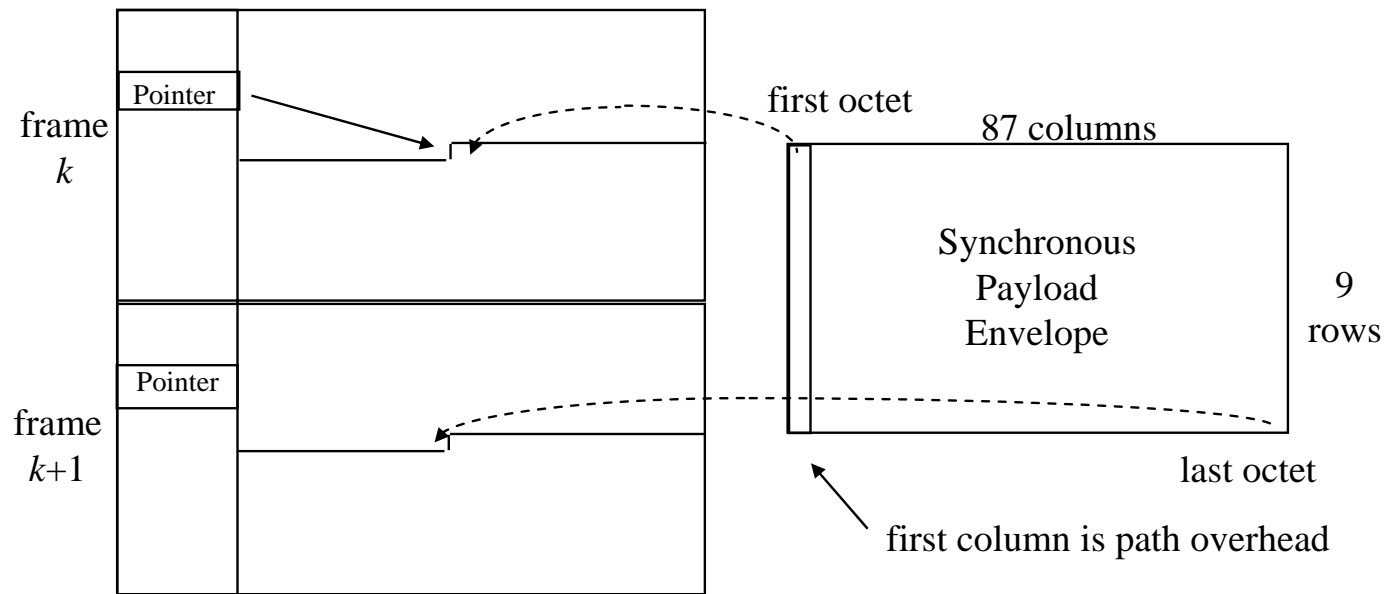 Pointer
frame
k
first octet
87 columns
Synchronous
Payload
Envelope
9
rows
Pointer
frame
k+1
last octet
first column is path overhead